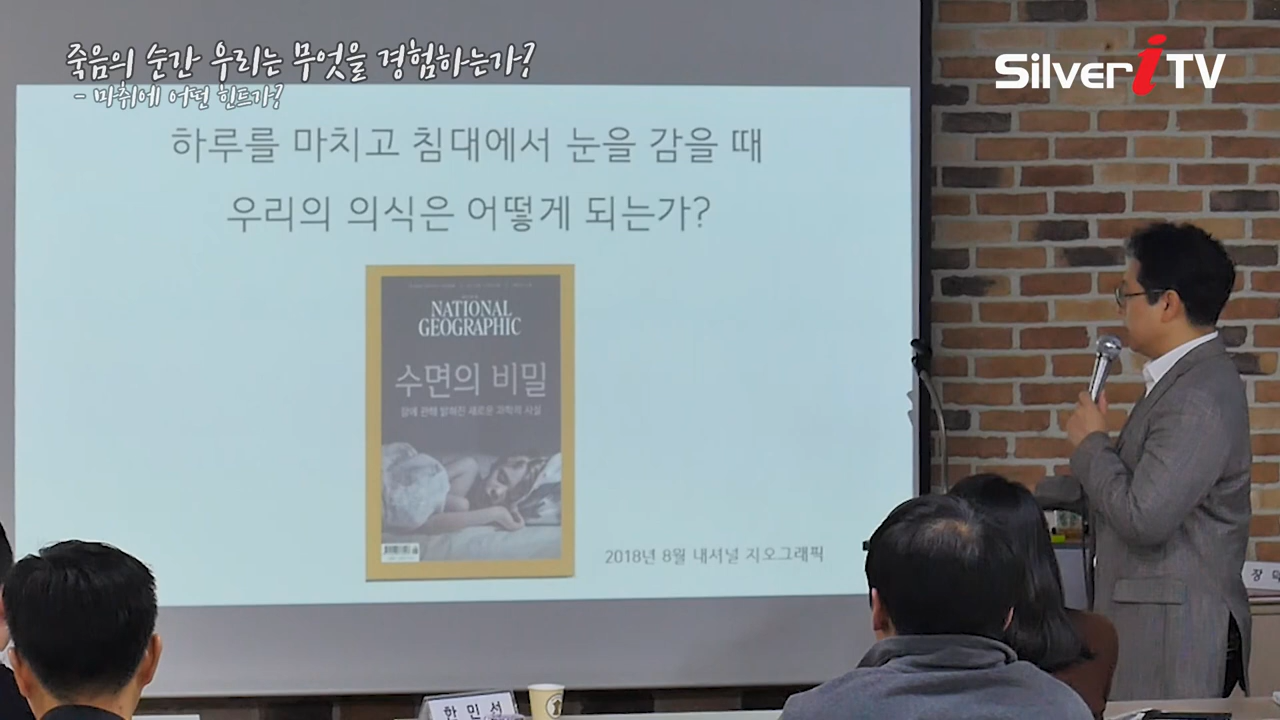 죽음의 순간 우리는 무엇을 경험하는가?
- 마취에 어떤 힌트가?
Silver i TV
하루를 마치고 침대에서 눈을 감을 때
우리의 의식은 어떻게 되는가?
NATIONAL
GEOGRAPHIC
수면의 비밀
잠에 관해 밝혀진 새로운 과학적 사실
2018년 8월 내셔널 지오그래픽
한 민 선
장